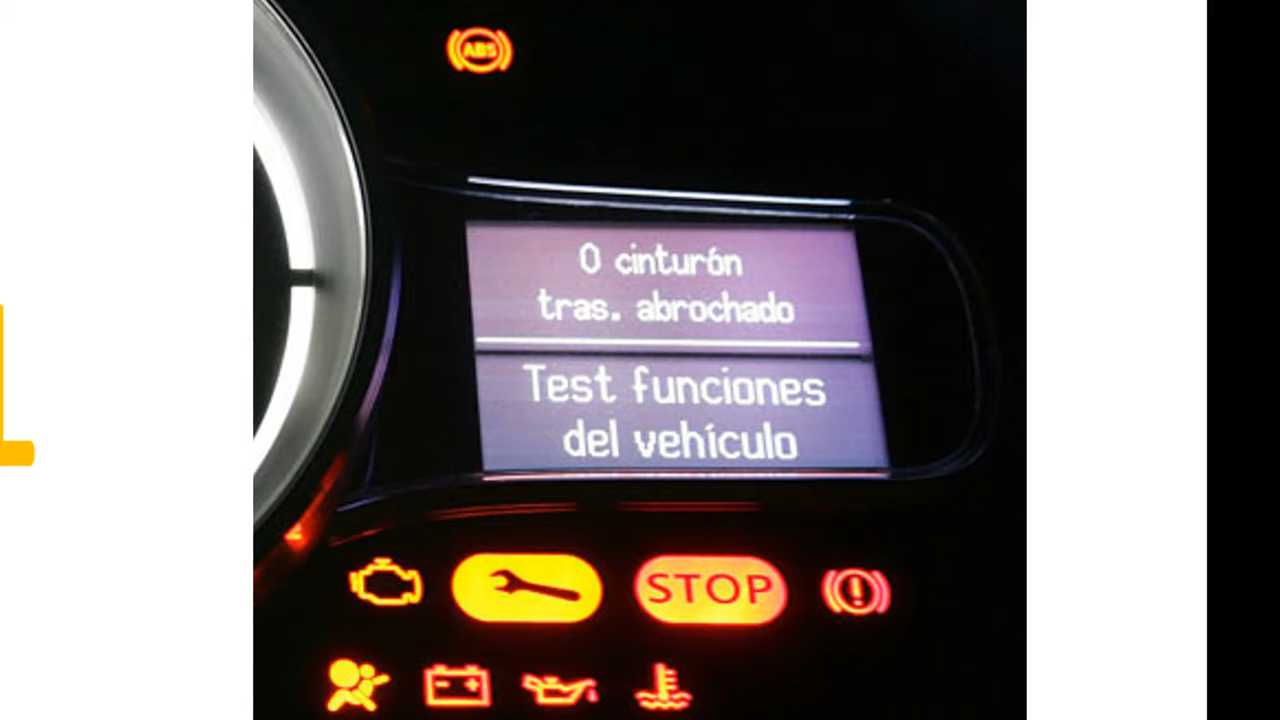 ABS
0 cinturón
tras. abrochado
Test funciones
del vehículo
STOP